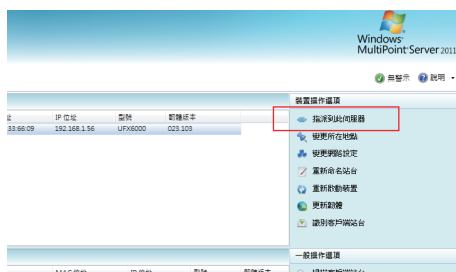 Windows
MultiPoint Server 2011
無警示 說明
裝置操作選項
址 IP 位址 型號 韌體版本
33:66:09 192.168.1.56 UFX6000 023.103
指派到此伺服器
變更所在地點
變更網路設定
重新命名站台
重新啟動裝置
更新韌體
識別客戶端站台
一般操作選項
MAC 位址 IP 位址 型號 韌體版本